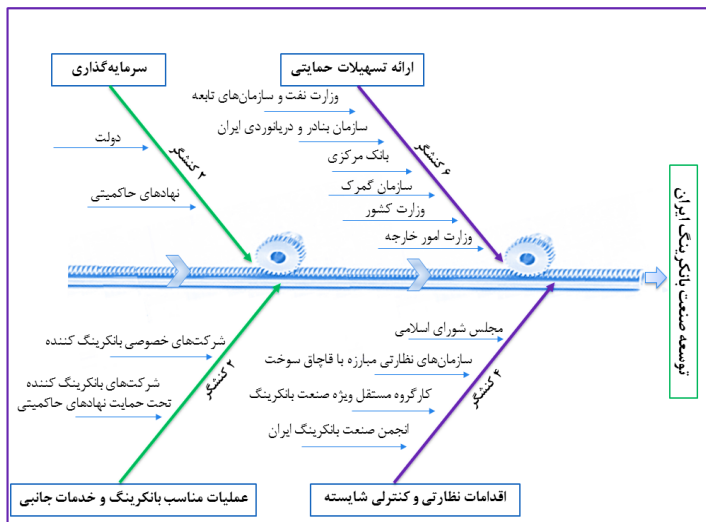 ارائه تسهیلات حمایتی
سرمایه‌گذاری
وزارت نفت و سازمان‌های تابعه
سازمان بنادر و دریانوردی ایران
بانک مرکزی
سازمان گمرک
وزارت کشور
وزارت امور خارجه
۶ کنشگر
دولت
نهادهای حاکمیتی
۲ کنشگر
توسعه صنعت بانکرینگ ایران
مجلس شورای اسلامی
سازمان‌های نظارتی مبارزه با قاچاق سوخت
کارگروه مستقل ویژه صنعت بانکرینگ
انجمن صنعت بانکرینگ ایران
۴ کنشگر
شرکت‌های خصوصی بانکرینگ کننده
شرکت‌های بانکرینگ کننده
تحت حمایت نهادهای حاکمیتی
۲ کنشگر
اقدامات نظارتی و کنترلی شایسته
عملیات مناسب بانکرینگ و خدمات جانبی